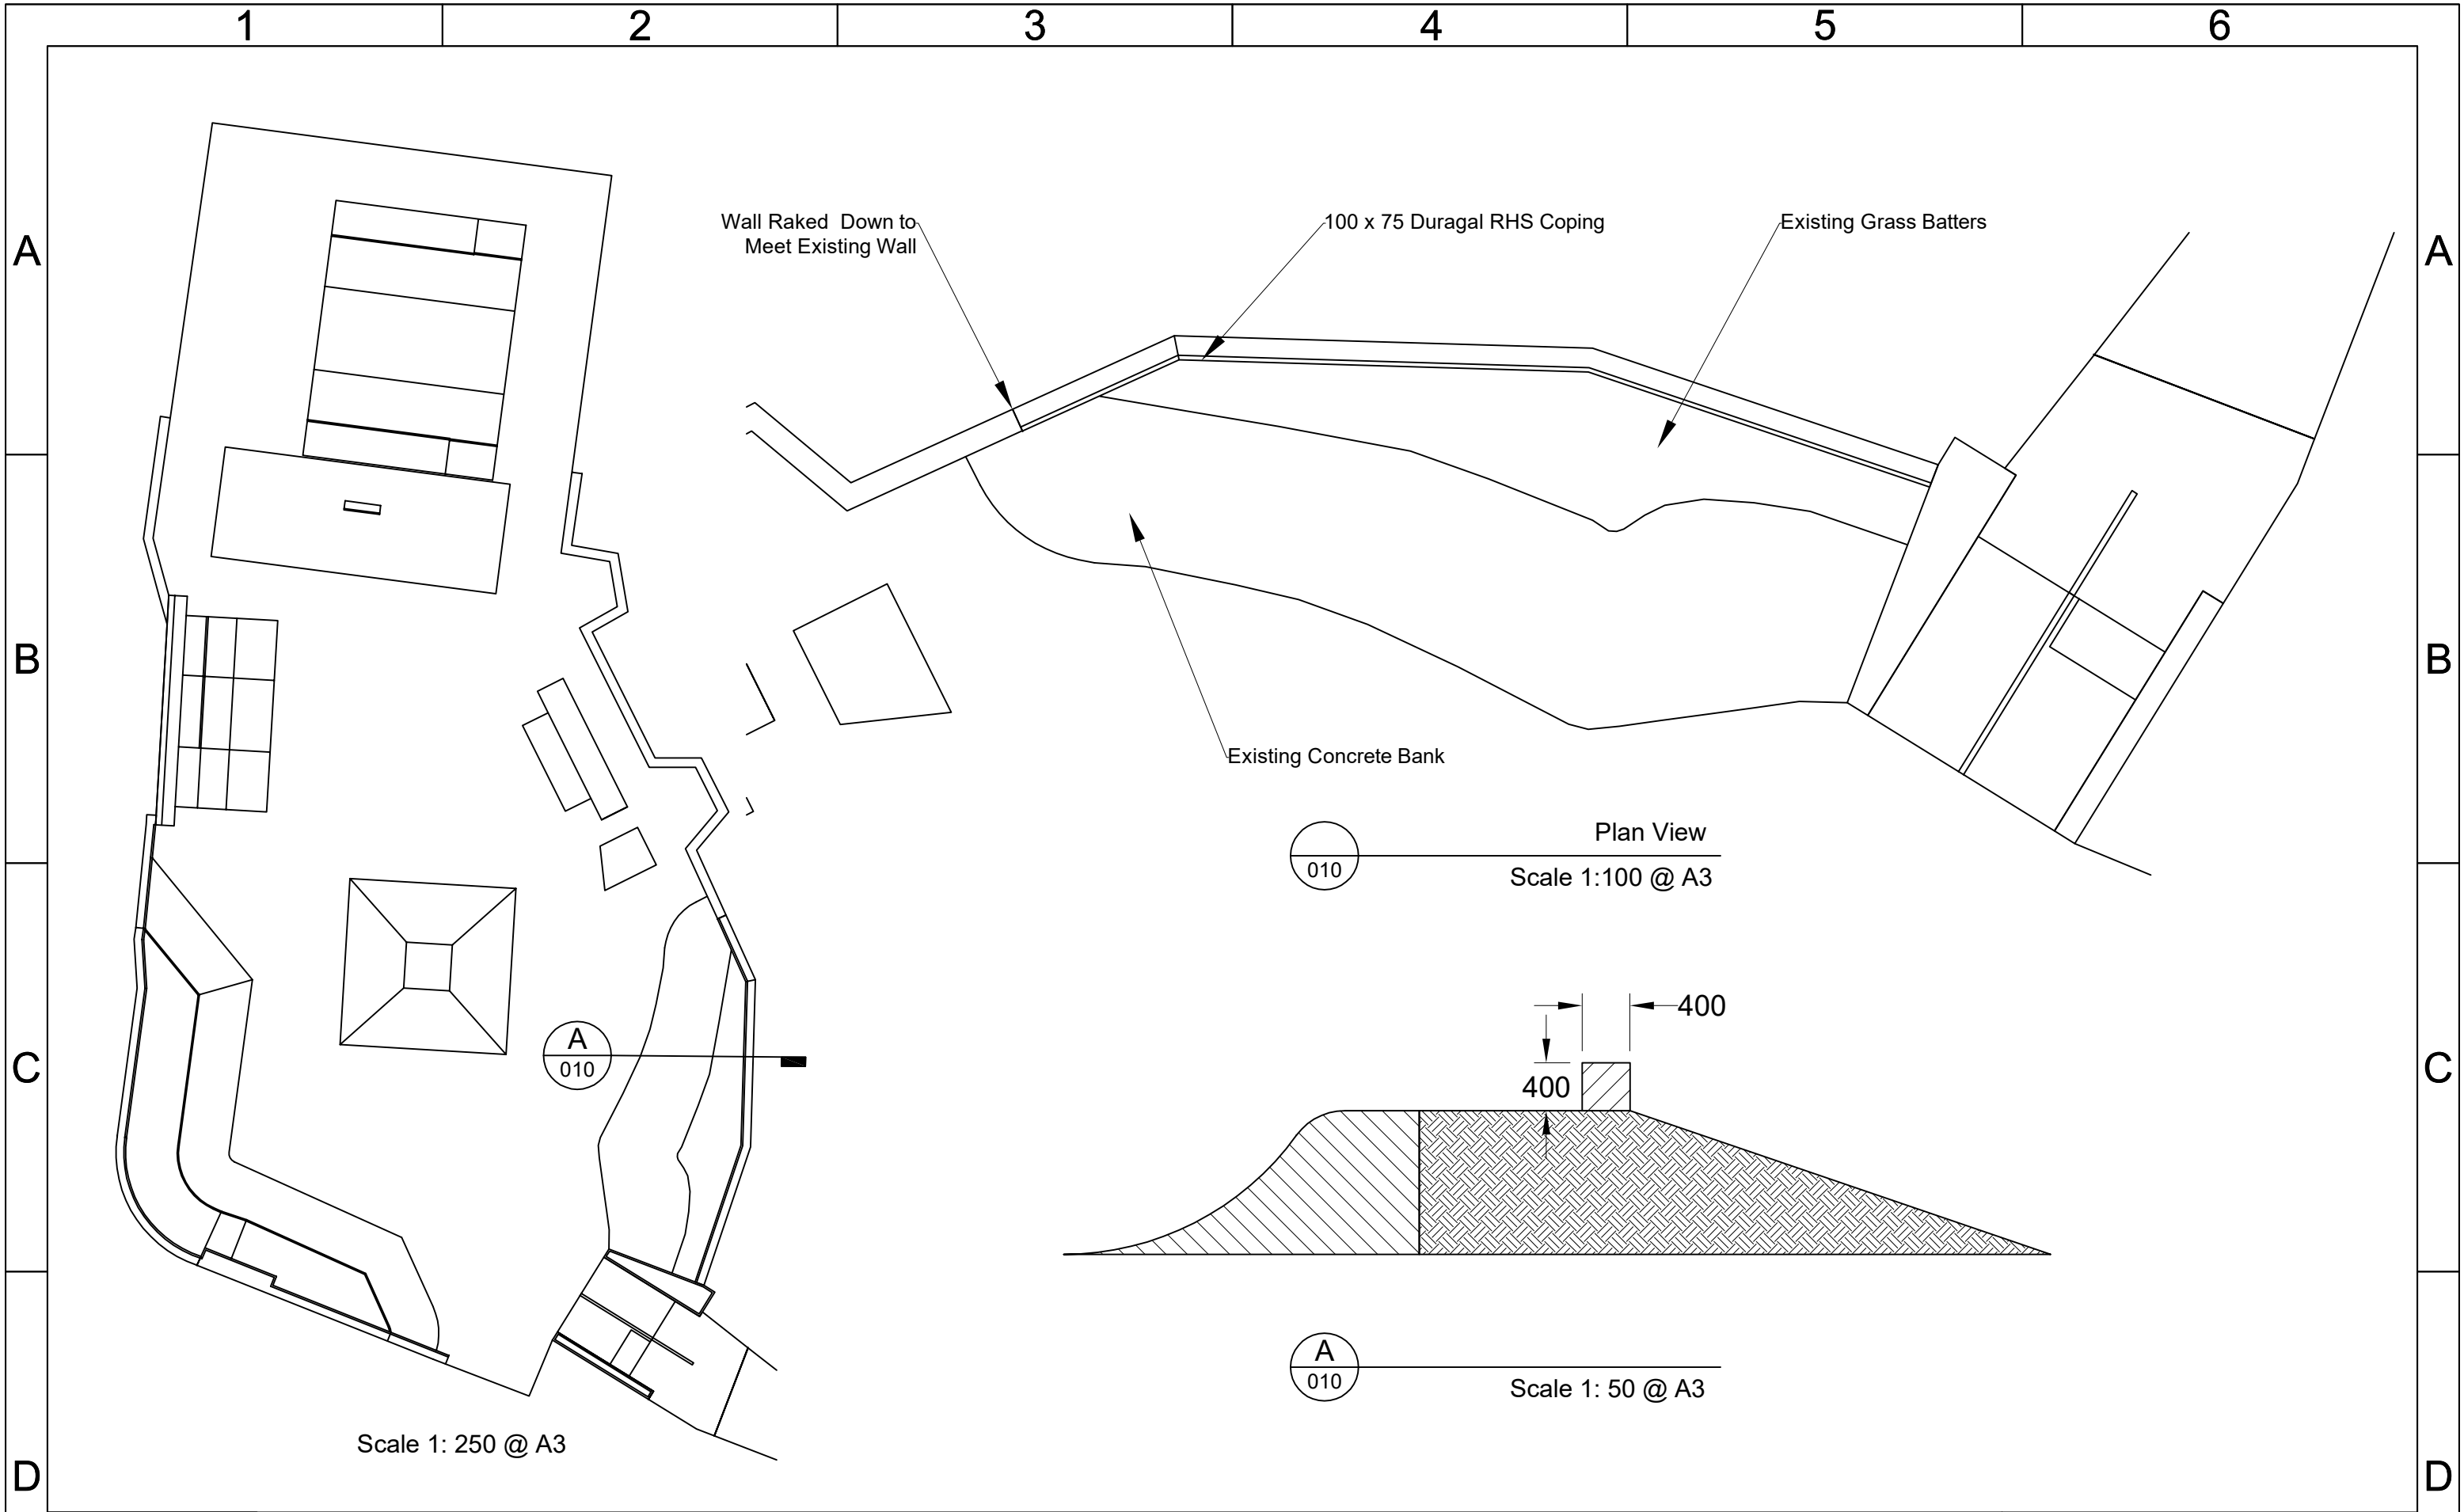 1 2 3 4 5 6
A A
Wall Raked  Down to
Meet Existing Wall
100 x 75 Duragal RHS Coping
Existing Grass Batters
B B
Existing Concrete Bank
Plan View
010
Scale 1:100 @ A3
400
400
A
010
C C
A
010
Scale 1: 50 @ A3
Scale 1: 250 @ A3
D D